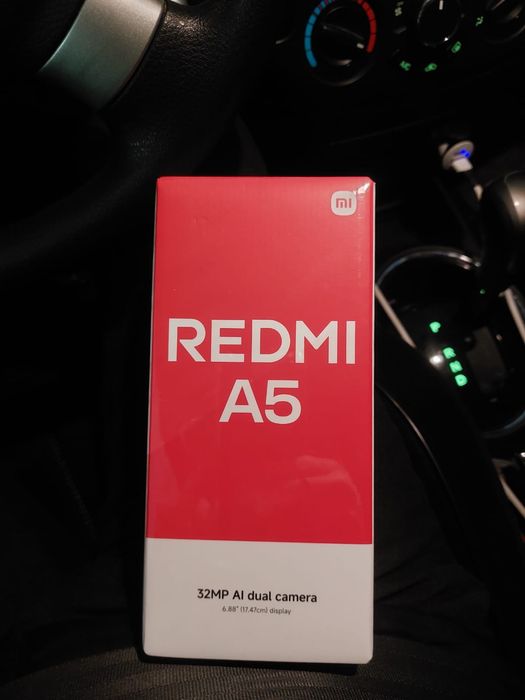 mi
REDMI
A5
32MP AI dual camera
6.88" (17.47cm) display
P
R
N
D